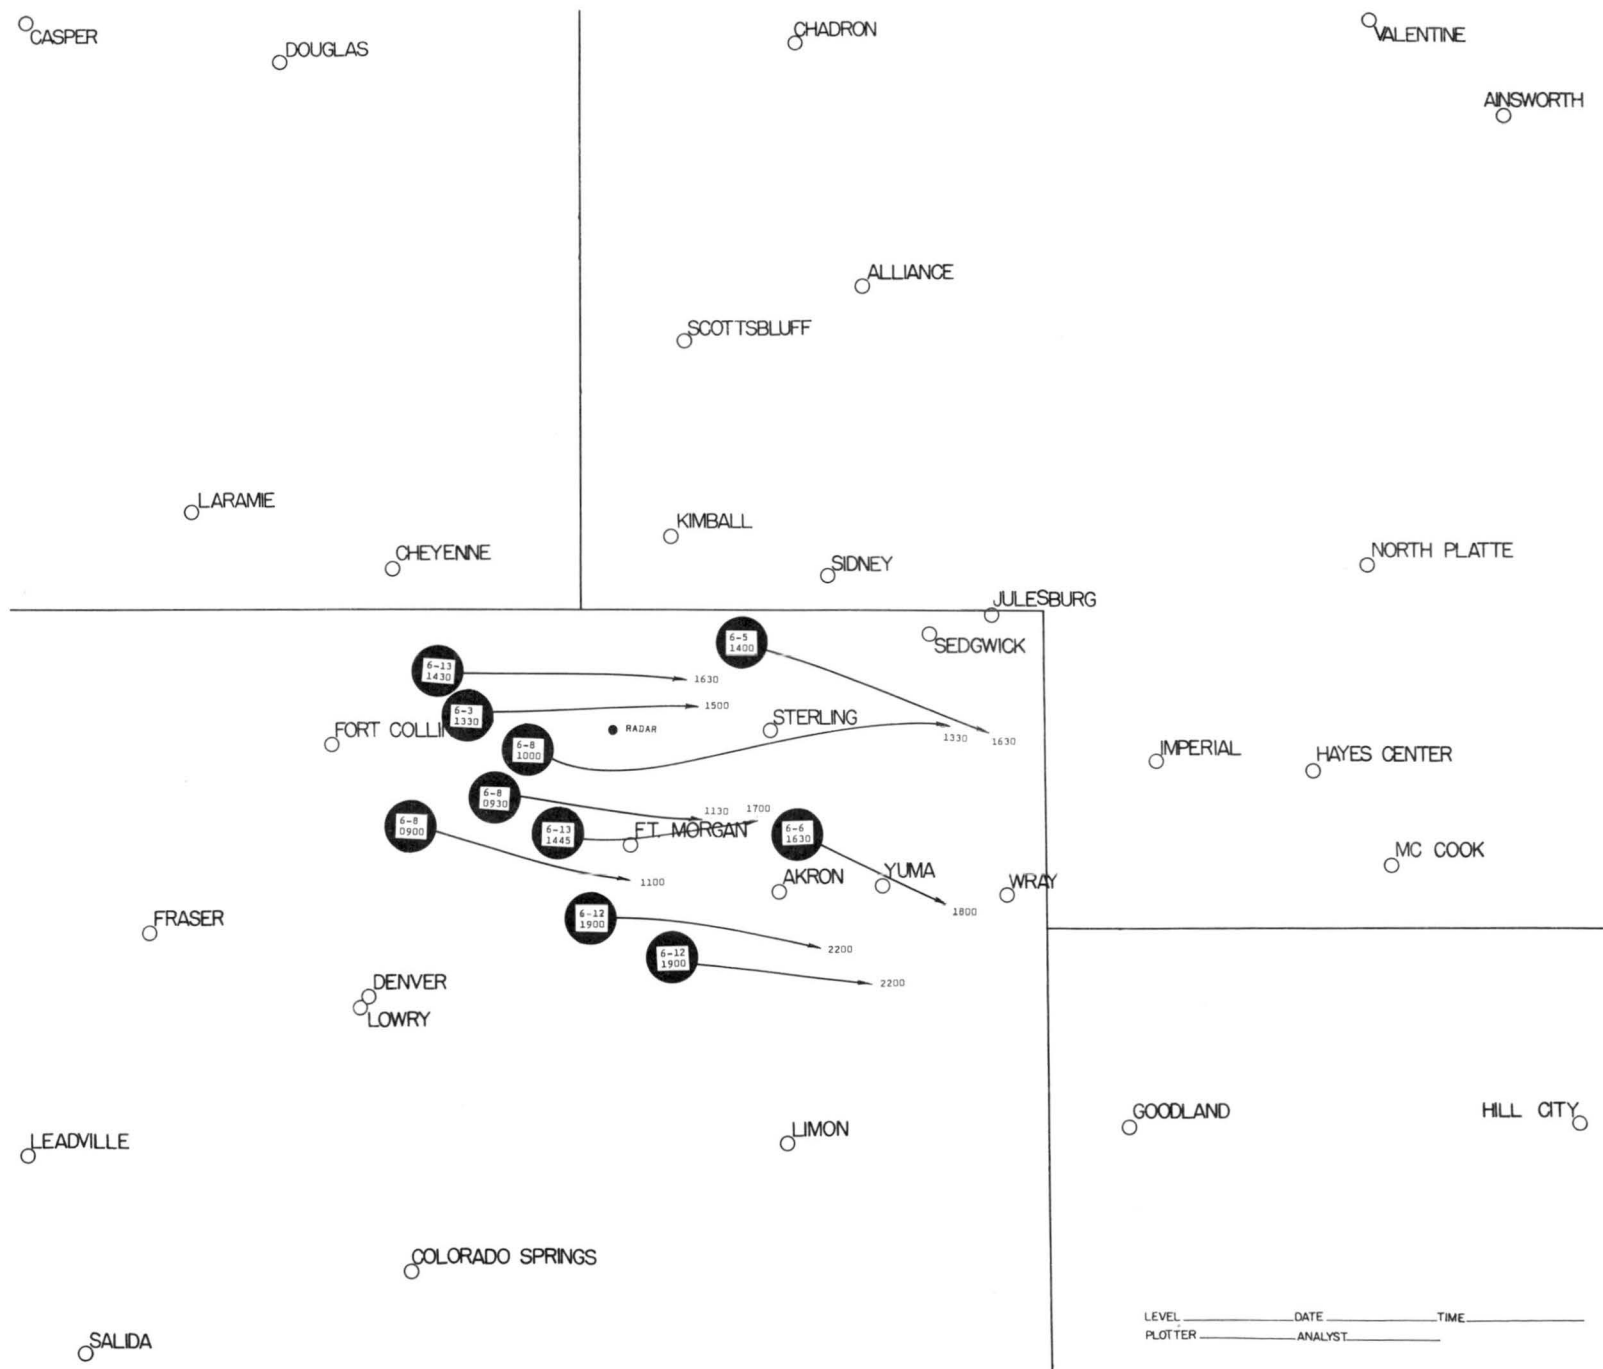 CASPER
DOUGLAS
CHADRON
VALENTINE
AINSWORTH
ALLIANCE
SCOTTSBLUFF
LARAMIE
CHEYENNE
KIMBALL
SIDNEY
NORTH PLATTE
JULESBURG
SEDGWICK
6-5
1400
6-13
1430
1630
6-3
1330
1500
FORT COLLI
RADAR
STERLING
6-8
1000
1330
1630
IMPERIAL
HAYES CENTER
6-8
0930
1130
1700
6-8
0900
6-13
1445
FT. MORGAN
6-6
1630
MC COOK
1100
AKRON
YUMA
WRAY
1800
FRASER
6-12
1900
2200
6-12
1900
2200
DENVER
LOWRY
LEADVILLE
LIMON
GOODLAND
HILL CITY
COLORADO SPRINGS
SALIDA
LEVEL DATE TIME
PLOTTER ANALYST